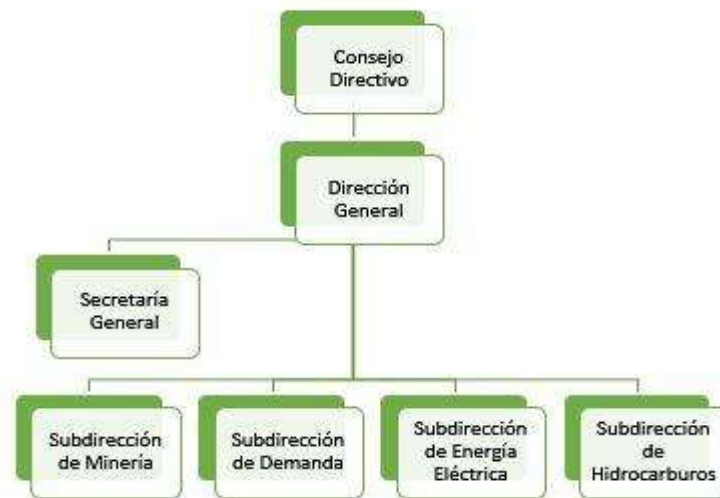 Consejo
Directivo
Dirección
General
Secretaría
General
Subdirección
de Minería
Subdirección
de Demanda
Subdirección
de Energía
Eléctrica
Subdirección
de
Hidrocarburos